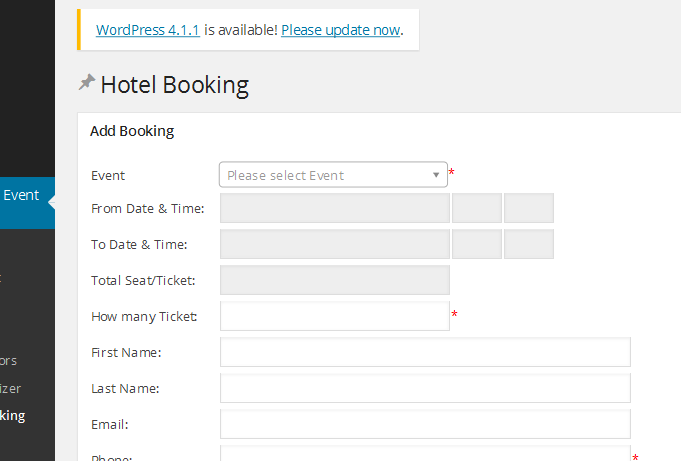 WordPress 4.1.1 is available! Please update now.
Hotel Booking
Add Booking
Event Please select Event *
Event
From Date & Time:
To Date & Time:
Total Seat/Ticket:
How many Ticket: *
First Name:
ors
Last Name:
izer
king
Email:
Phone: *